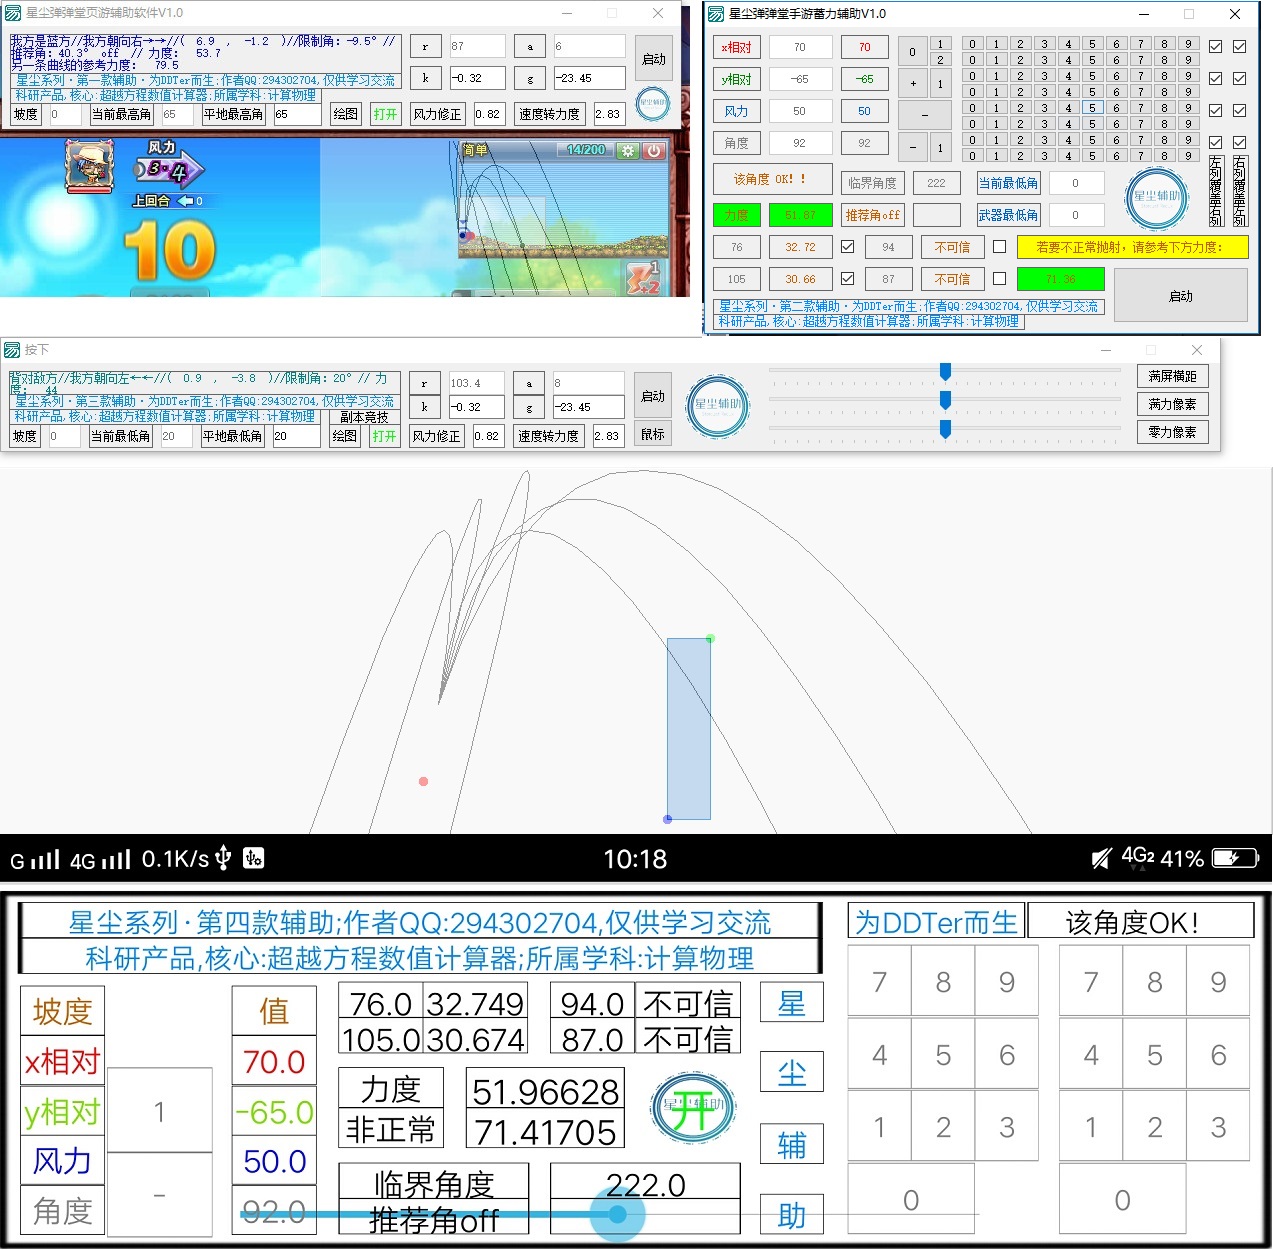 星尘弹弹堂页游辅助软件V1.0
我方是蓝方//我方朝向右→→//( 6.9 , -1.2 )//限制角：-9.5° //
推荐角：40.3° off // 力度： 53.7
另一条曲线的参考力度： 79.5
星尘系列·第一款辅助·为DDTer而生;作者QQ:294302704,仅供学习交流
科研产品,核心:超越方程数值计算器;所属学科:计算物理
r 87 a 6
k -0.32 g -23.45
启动
坡度 0 当前最高角 65 平地最高角 65 绘图 打开 风力修正 0.82 速度转力度 2.83
星尘辅助
风力
3·4
上回合 0
10
简单 14/200
1
+2
星尘弹弹堂手游蓄力辅助V1.0
x相对 70 70
y相对 -65 -65
风力 50 50
角度 92 92
0 1
2
+ 1
-
- 1
0 1 2 3 4 5 6 7 8 9
0 1 2 3 4 5 6 7 8 9
0 1 2 3 4 5 6 7 8 9
0 1 2 3 4 5 6 7 8 9
0 1 2 3 4 5 6 7 8 9
0 1 2 3 4 5 6 7 8 9
0 1 2 3 4 5 6 7 8 9
0 1 2 3 4 5 6 7 8 9
左列覆盖右列
右列覆盖左列
该角度 OK！！ 临界角度 222 当前最低角 0
力度 51.87 推荐角off 武器最低角 0
星尘辅助
76 32.72 94 不可信 若要不正常抛射，请参考下方力度：
105 30.66 87 不可信 71.36
启动
星尘系列·第二款辅助·为DDTer而生;作者QQ:294302704,仅供学习交流
科研产品,核心:超越方程数值计算器;所属学科:计算物理
按下
背对敌方//我方朝向左←←//( 0.9 , -3.8 )//限制角：20° // 力
度： 44
星尘系列·第三款辅助·为DDTer而生;作者QQ:294302704,仅供学习交流
科研产品,核心:超越方程数值计算器;所属学科:计算物理 副本竞技
r 103.4 a 8
k -0.32 g -23.45
启动
坡度 0 当前最低角 20 平地最低角 20 绘图 打开 风力修正 0.82 速度转力度 2.83 鼠标
星尘辅助
满屏横距
满力像素
零力像素
G 4G 0.1K/s 10:18 4G2 41%
星尘系列·第四款辅助;作者QQ:294302704,仅供学习交流
科研产品,核心:超越方程数值计算器;所属学科:计算物理
为DDTer而生 该角度OK!
坡度 值
x相对 70.0
y相对 -65.0
风力 50.0
角度 92.0
1
-
76.0 32.749 94.0 不可信
105.0 30.674 87.0 不可信
力度 51.96628
非正常 71.41705
开
临界角度 222.0
推荐角off
星
尘
辅
助
7 8 9 7 8 9
4 5 6 4 5 6
1 2 3 1 2 3
0 0